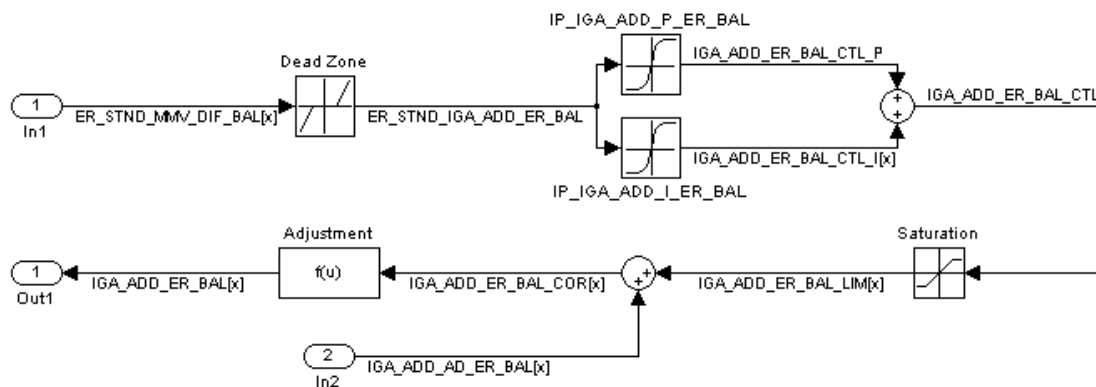 IP_IGA_ADD_P_ER_BAL
IGA_ADD_ER_BAL_CTL_P
Dead Zone
1
ER_STND_MMV_DIF_BAL[x]
ER_STND_IGA_ADD_ER_BAL
In1
+
+
IGA_ADD_ER_BAL_CTL
IGA_ADD_ER_BAL_CTL_I[x]
IP_IGA_ADD_I_ER_BAL
Adjustment
Saturation
1
f(u)
+
+
IGA_ADD_ER_BAL[x]
IGA_ADD_ER_BAL_COR[x]
IGA_ADD_ER_BAL_LIM[x]
Out1
2
IGA_ADD_AD_ER_BAL[x]
In2